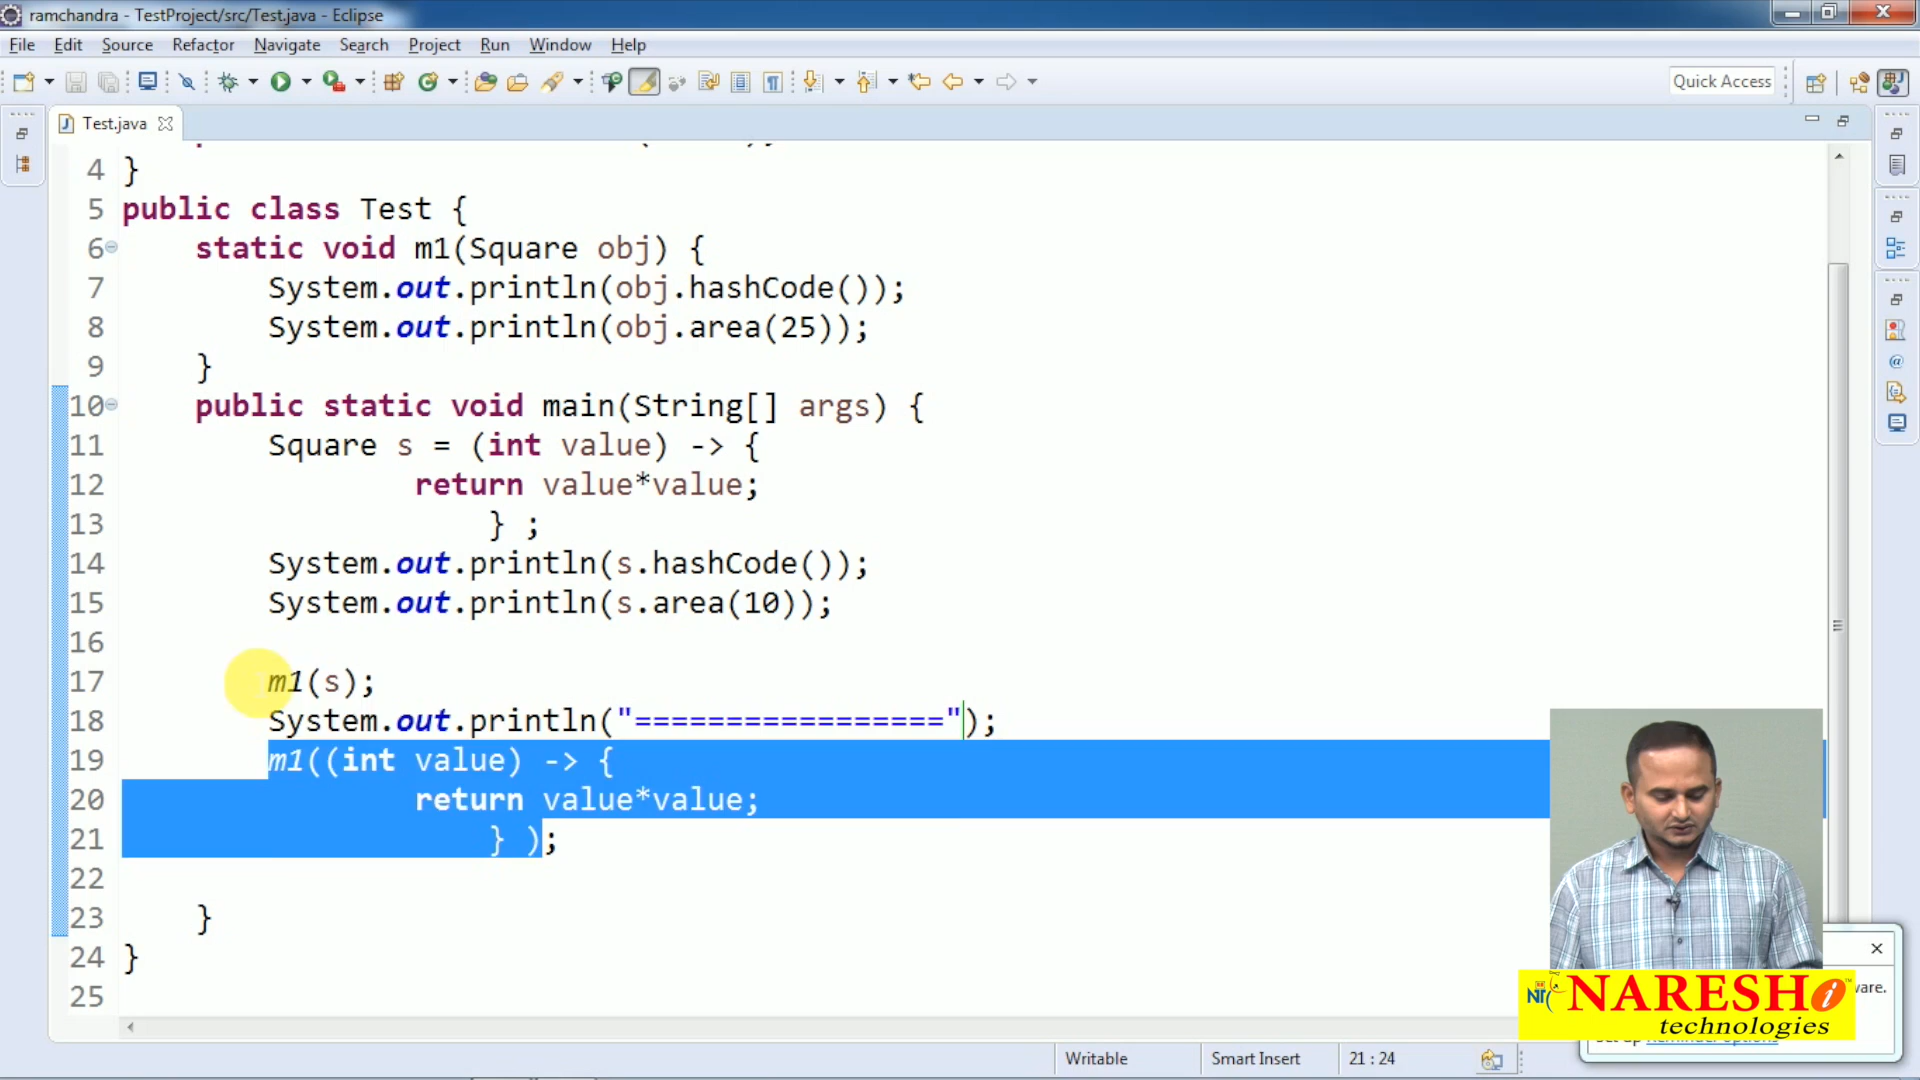 ramchandra - TestProject/src/Test.java - Eclipse
File Edit Source Refactor Navigate Search Project Run Window Help
Quick Access
Test.java
4 }
5 public class Test {
6 static void m1(Square obj) {
7 System.out.println(obj.hashCode());
8 System.out.println(obj.area(25));
9 }
10 public static void main(String[] args) {
11 Square s = (int value) -> {
12 return value*value;
13 } ;
14 System.out.println(s.hashCode());
15 System.out.println(s.area(10));
16
17 m1(s);
18 System.out.println("=================");
19 m1((int value) -> {
20 return value*value;
21 } );
22
23 }
24 }
25
NARESH i
technologies
Writable Smart Insert 21 : 24